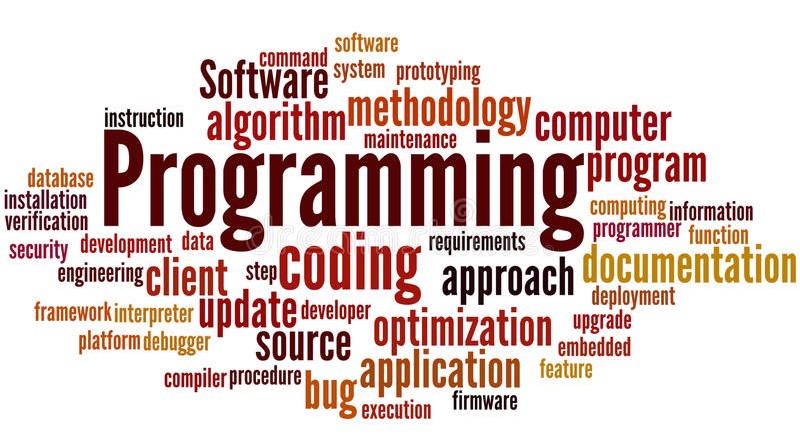 software
command
Software
system
prototyping
instruction
algorithm
methodology
computer
maintenance
Programming
program
database
installation
computing
information
verification
programmer
function
security
development
data
requirements
engineering
client
step
coding
approach
documentation
deployment
framework
interpreter
update
developer
optimization
upgrade
platform
debugger
source
embedded
compiler
procedure
bug
application
feature
execution
firmware